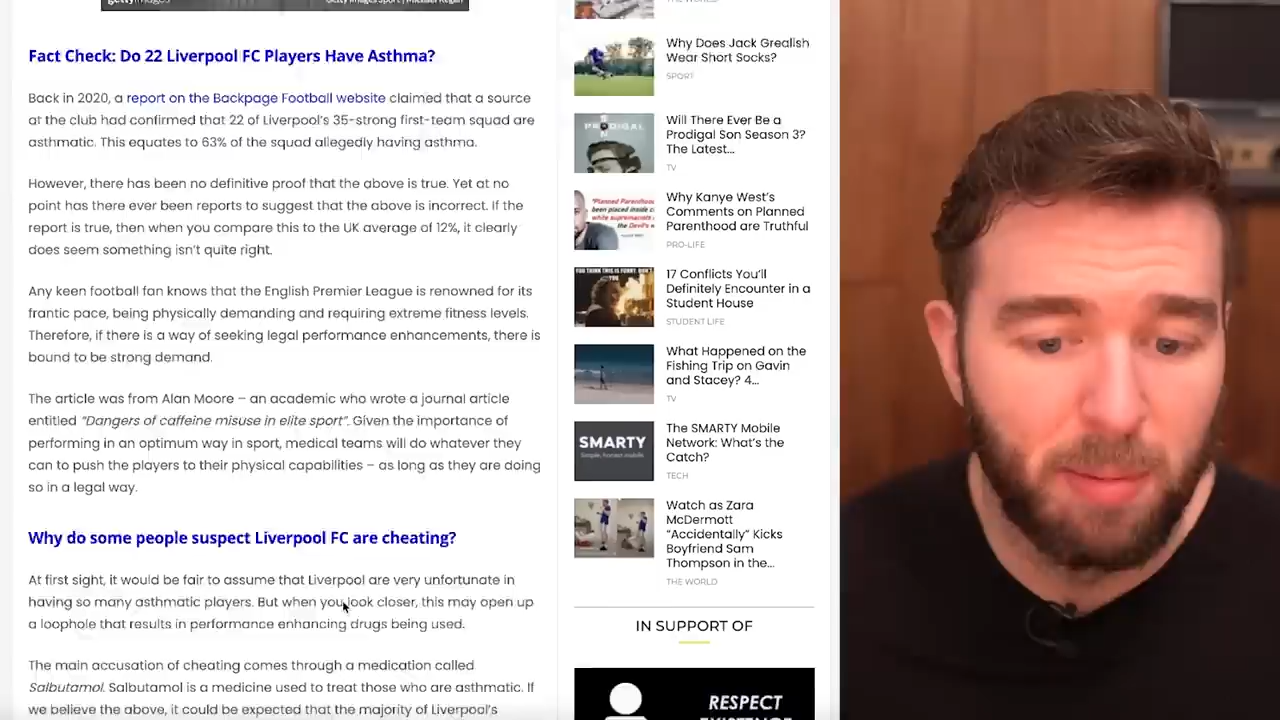 gettyimages
Fact Check: Do 22 Liverpool FC Players Have Asthma?
Back in 2020, a report on the Backpage Football website claimed that a source
at the club had confirmed that 22 of Liverpool's 35-strong first-team squad are
asthmatic. This equates to 63% of the squad allegedly having asthma.
However, there has been no definitive proof that the above is true. Yet at no
point has there ever been reports to suggest that the above is incorrect. If the
report is true, then when you compare this to the UK average of 12%, it clearly
does seem something isn't quite right.
Any keen football fan knows that the English Premier League is renowned for its
frantic pace, being physically demanding and requiring extreme fitness levels.
Therefore, if there is a way of seeking legal performance enhancements, there is
bound to be strong demand.
The article was from Alan Moore – an academic who wrote a journal article
entitled "Dangers of caffeine misuse in elite sport". Given the importance of
performing in an optimum way in sport, medical teams will do whatever they
can to push the players to their physical capabilities – as long as they are doing
so in a legal way.
Why do some people suspect Liverpool FC are cheating?
At first sight, it would be fair to assume that Liverpool are very unfortunate in
having so many asthmatic players. But when you look closer, this may open up
a loophole that results in performance enhancing drugs being used.
The main accusation of cheating comes through a medication called
Salbutamol. Salbutamol is a medicine used to treat those who are asthmatic. If
we believe the above, it could be expected that the majority of Liverpool's
THE WORLD
Why Does Jack Grealish
Wear Short Socks?
SPORT
Will There Ever Be a
Prodigal Son Season 3?
The Latest...
TV
Why Kanye West's
Comments on Planned
Parenthood are Truthful
PRO-LIFE
17 Conflicts You'll
Definitely Encounter in a
Student House
STUDENT LIFE
What Happened on the
Fishing Trip on Gavin
and Stacey? 4...
TV
SMARTY
Simple, honest mobile.
The SMARTY Mobile
Network: What's the
Catch?
TECH
Watch as Zara
McDermott
"Accidentally" Kicks
Boyfriend Sam
Thompson in the...
THE WORLD
IN SUPPORT OF
RESPECT
EXISTENCE